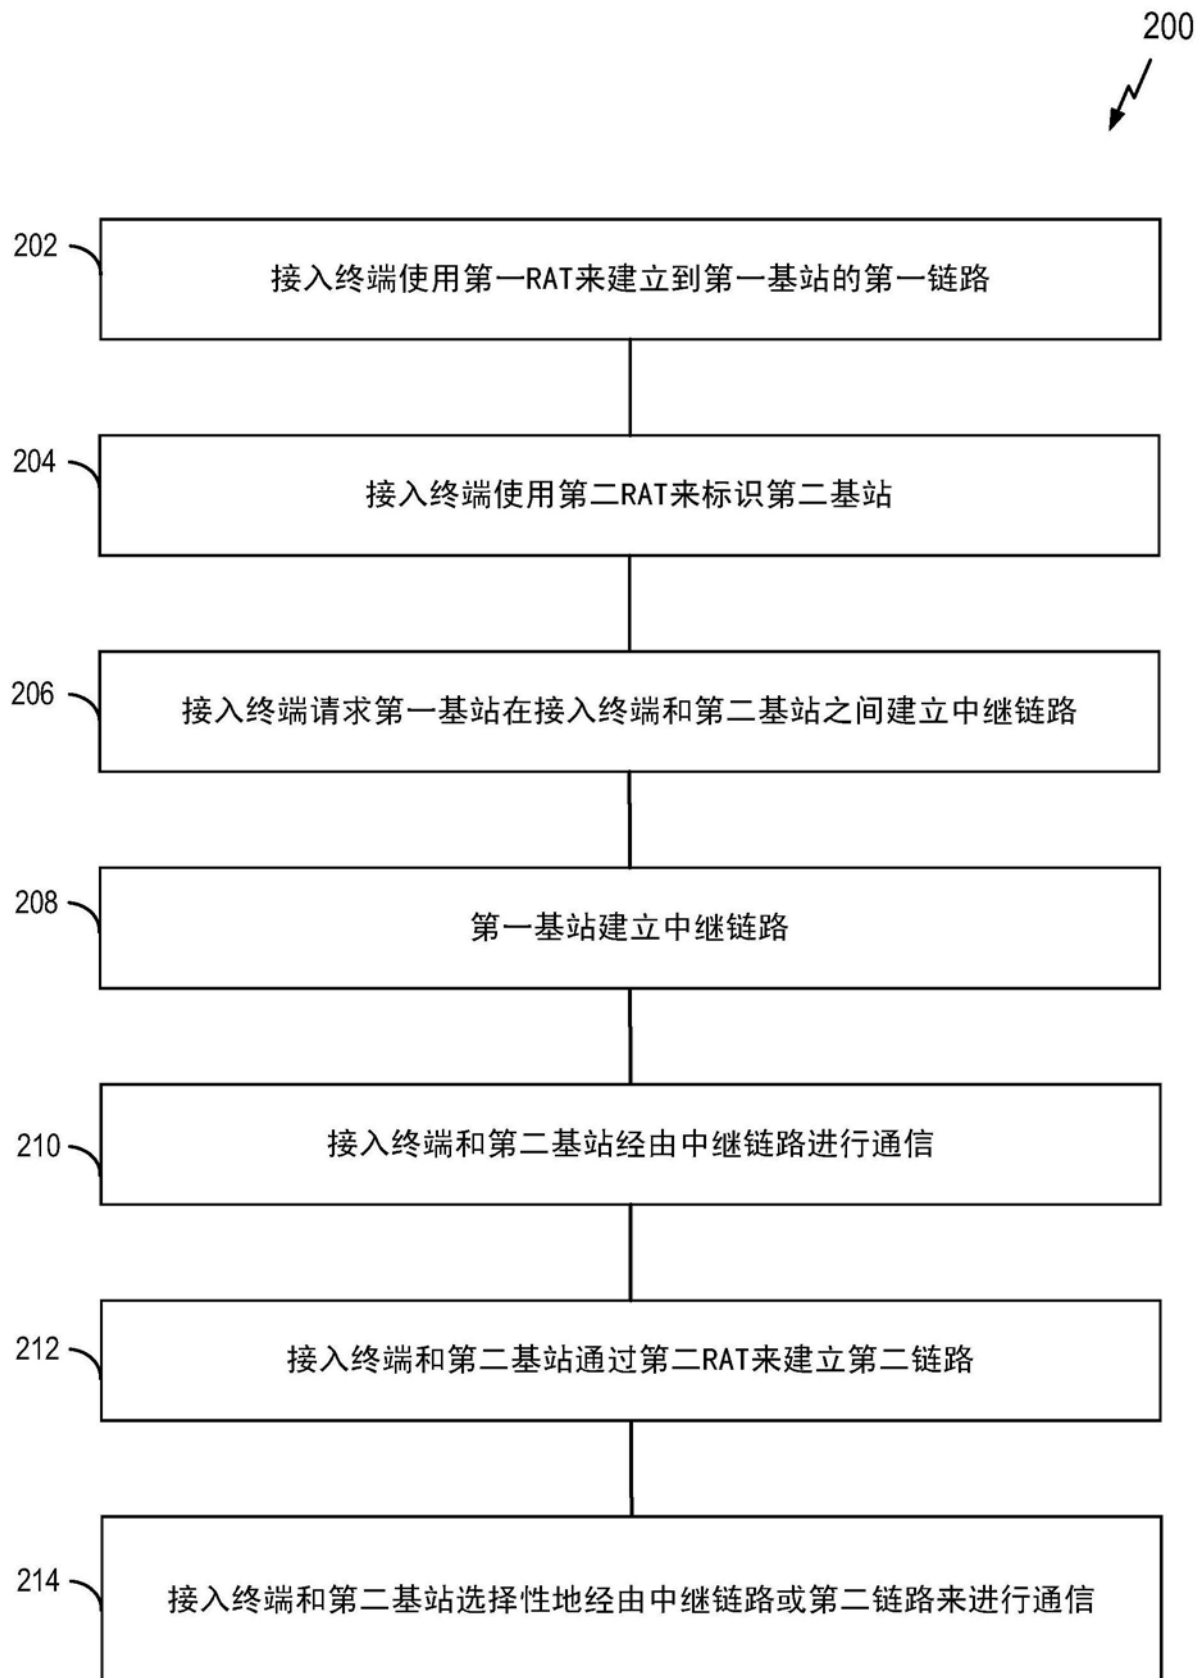 200
202
接入终端使用第一RAT来建立到第一基站的第一链路
204
接入终端使用第二RAT来标识第二基站
206
接入终端请求第一基站在接入终端和第二基站之间建立中继链路
208
第一基站建立中继链路
210
接入终端和第二基站经由中继链路进行通信
212
接入终端和第二基站通过第二RAT来建立第二链路
214
接入终端和第二基站选择性地经由中继链路或第二链路来进行通信